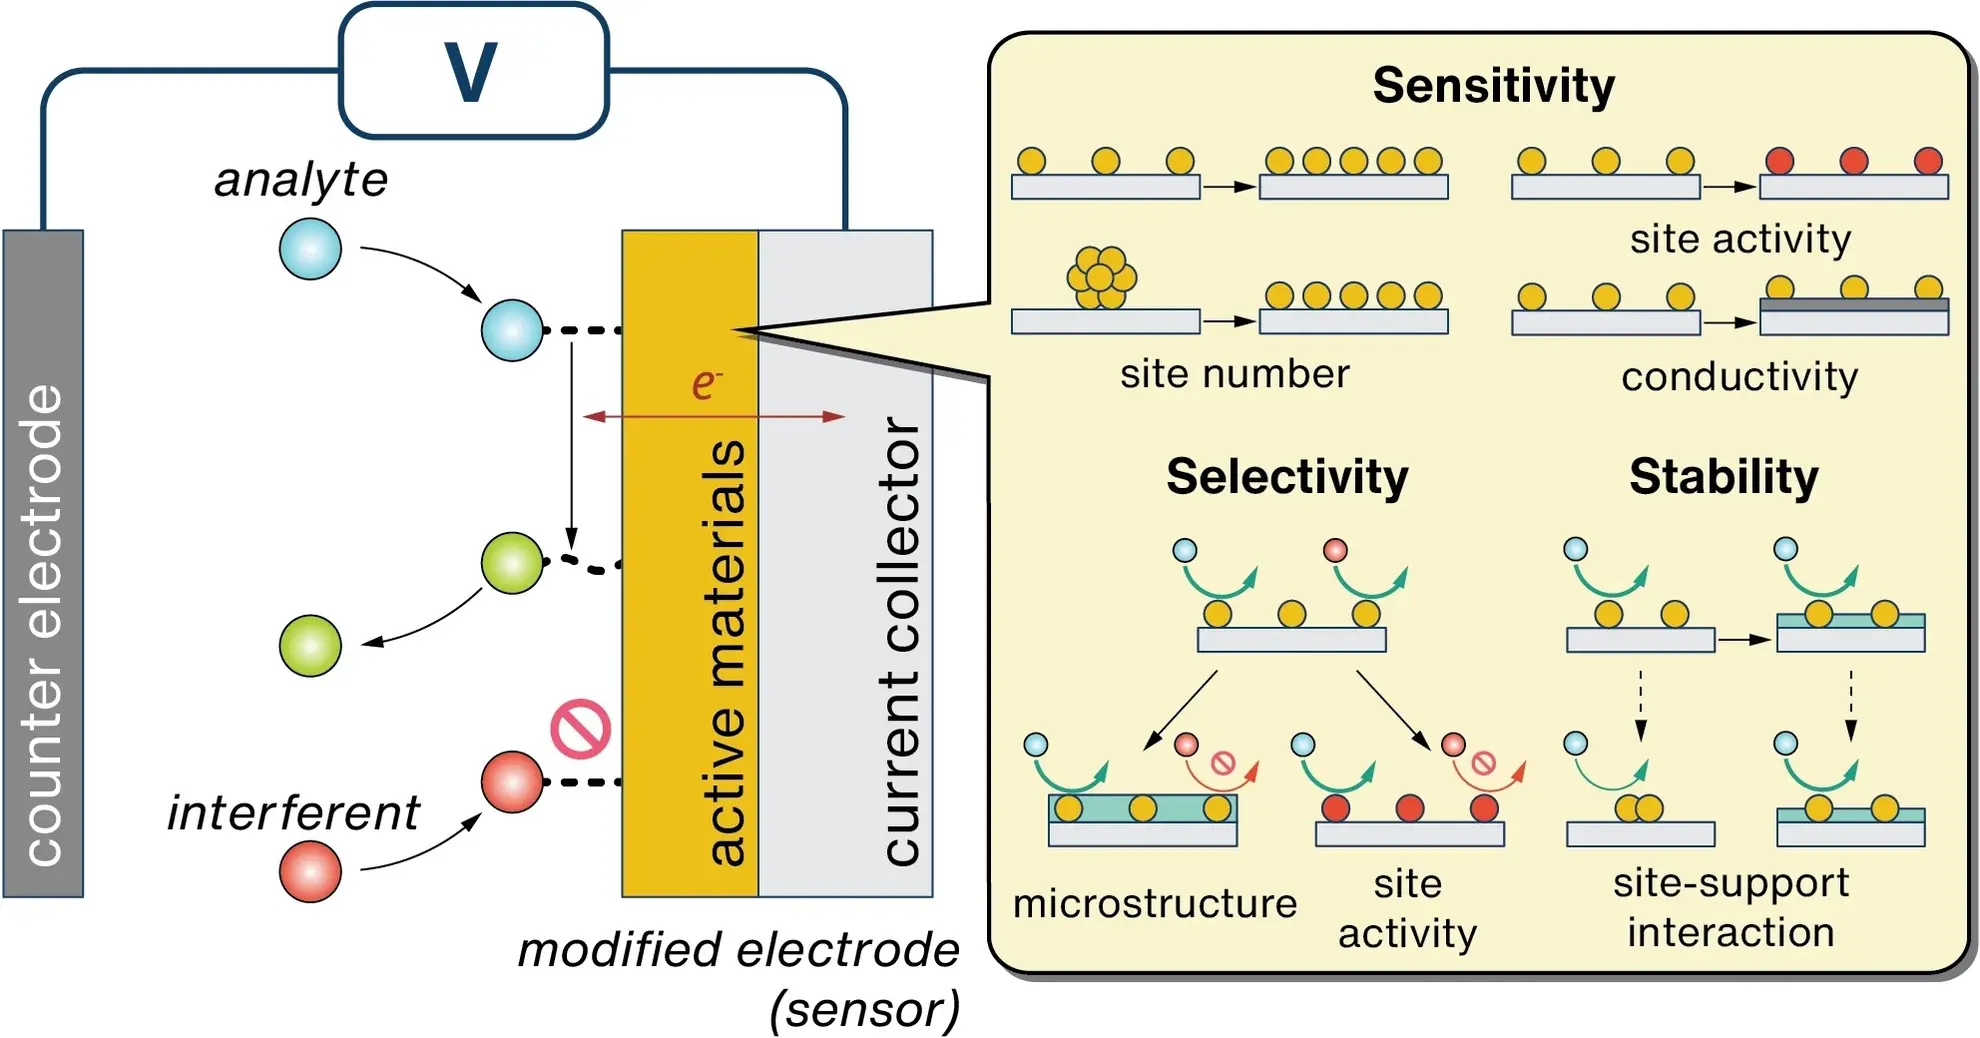 V
analyte
counter electrode
e-
active materials
current collector
interferent
modified electrode
(sensor)
Sensitivity
site number
site activity
conductivity
Selectivity
microstructure
site
activity
Stability
site-support
interaction